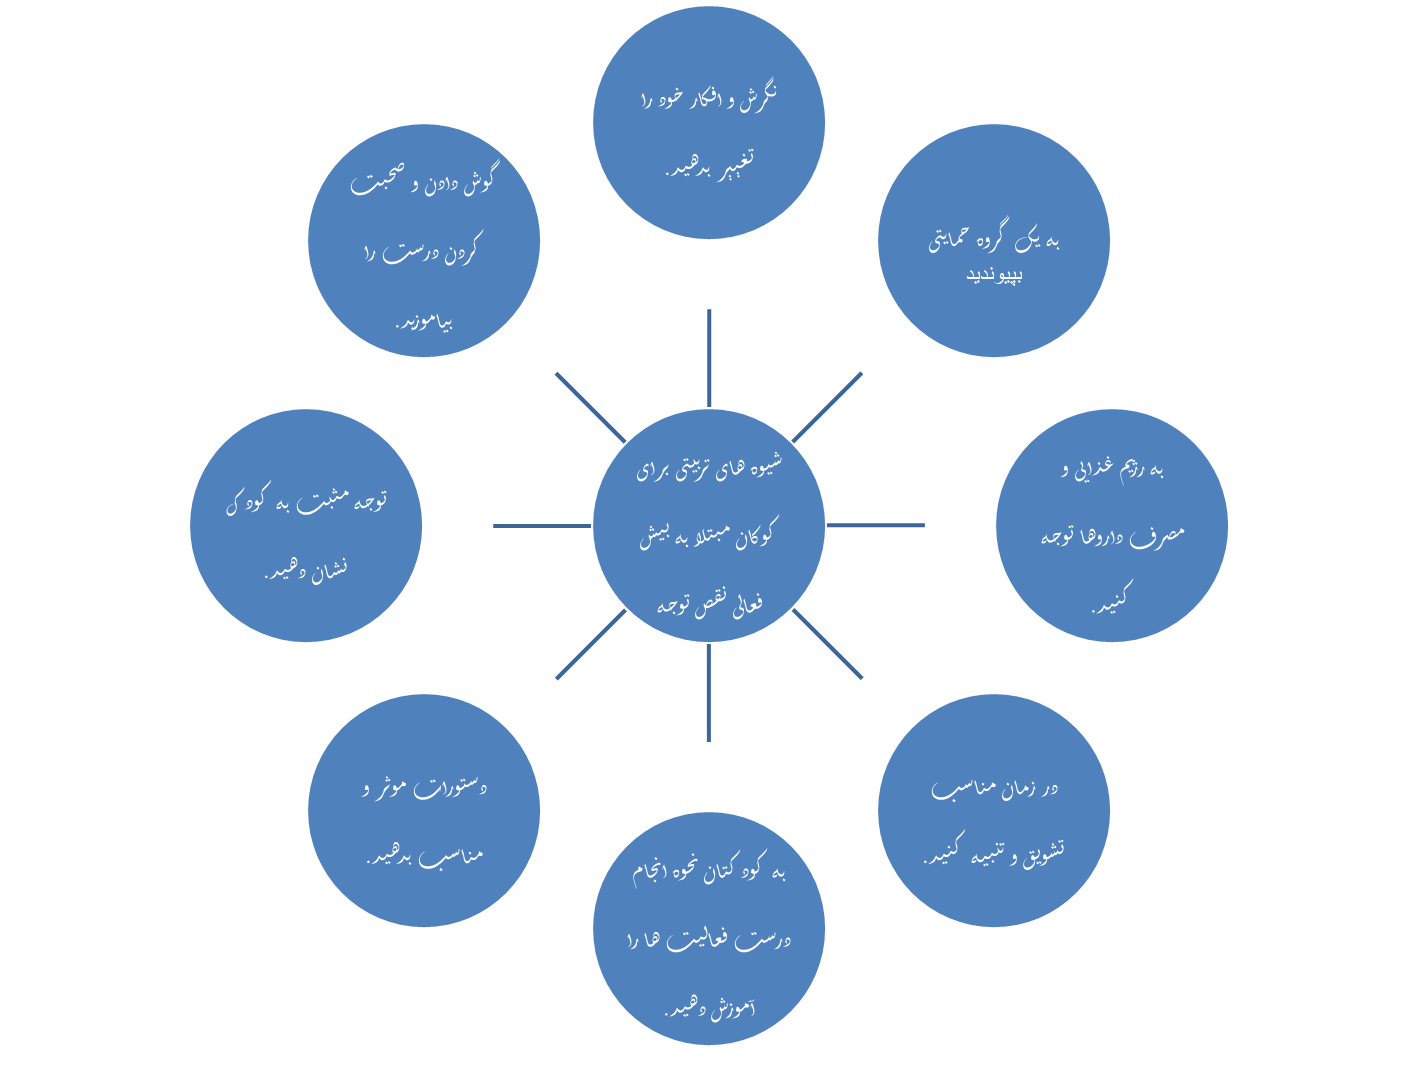 نگرش و افکار خود را
تغییر بدهید.
به یک گروه حمایتی
بپیوندید
به رژیم غذایی و
مصرف داروها توجه
کنید.
در زمان مناسب
تشویق و تنبیه کنید.
به کودکتان نحوه انجام
درست فعالیت ها را
آموزش دهید.
دستورات موثر و
مناسب بدهید.
توجه مثبت به کودک
نشان دهید.
گوش دادن و صحبت
کردن درست را
بیاموزید.
شیوه های تربیتی برای
کوکان مبتلا به بیش
فعالی نقص توجه